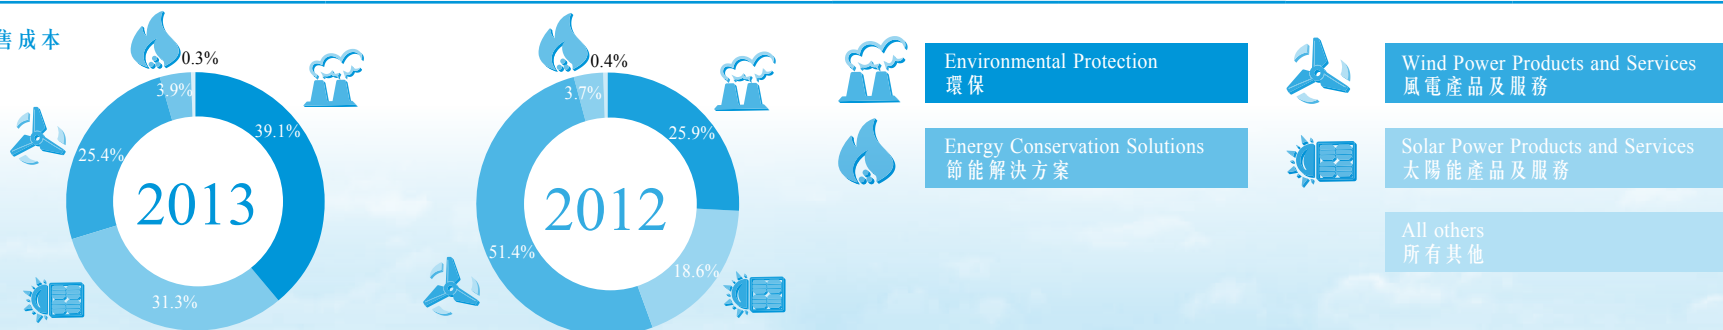 售成本
0.3%
3.9%
39.1%
25.4%
2013
31.3%
0.4%
3.7%
25.9%
2012
51.4%
18.6%
Environmental Protection
環保
Energy Conservation Solutions
節能解決方案
Wind Power Products and Services
風電產品及服務
Solar Power Products and Services
太陽能產品及服務
All others
所有其他